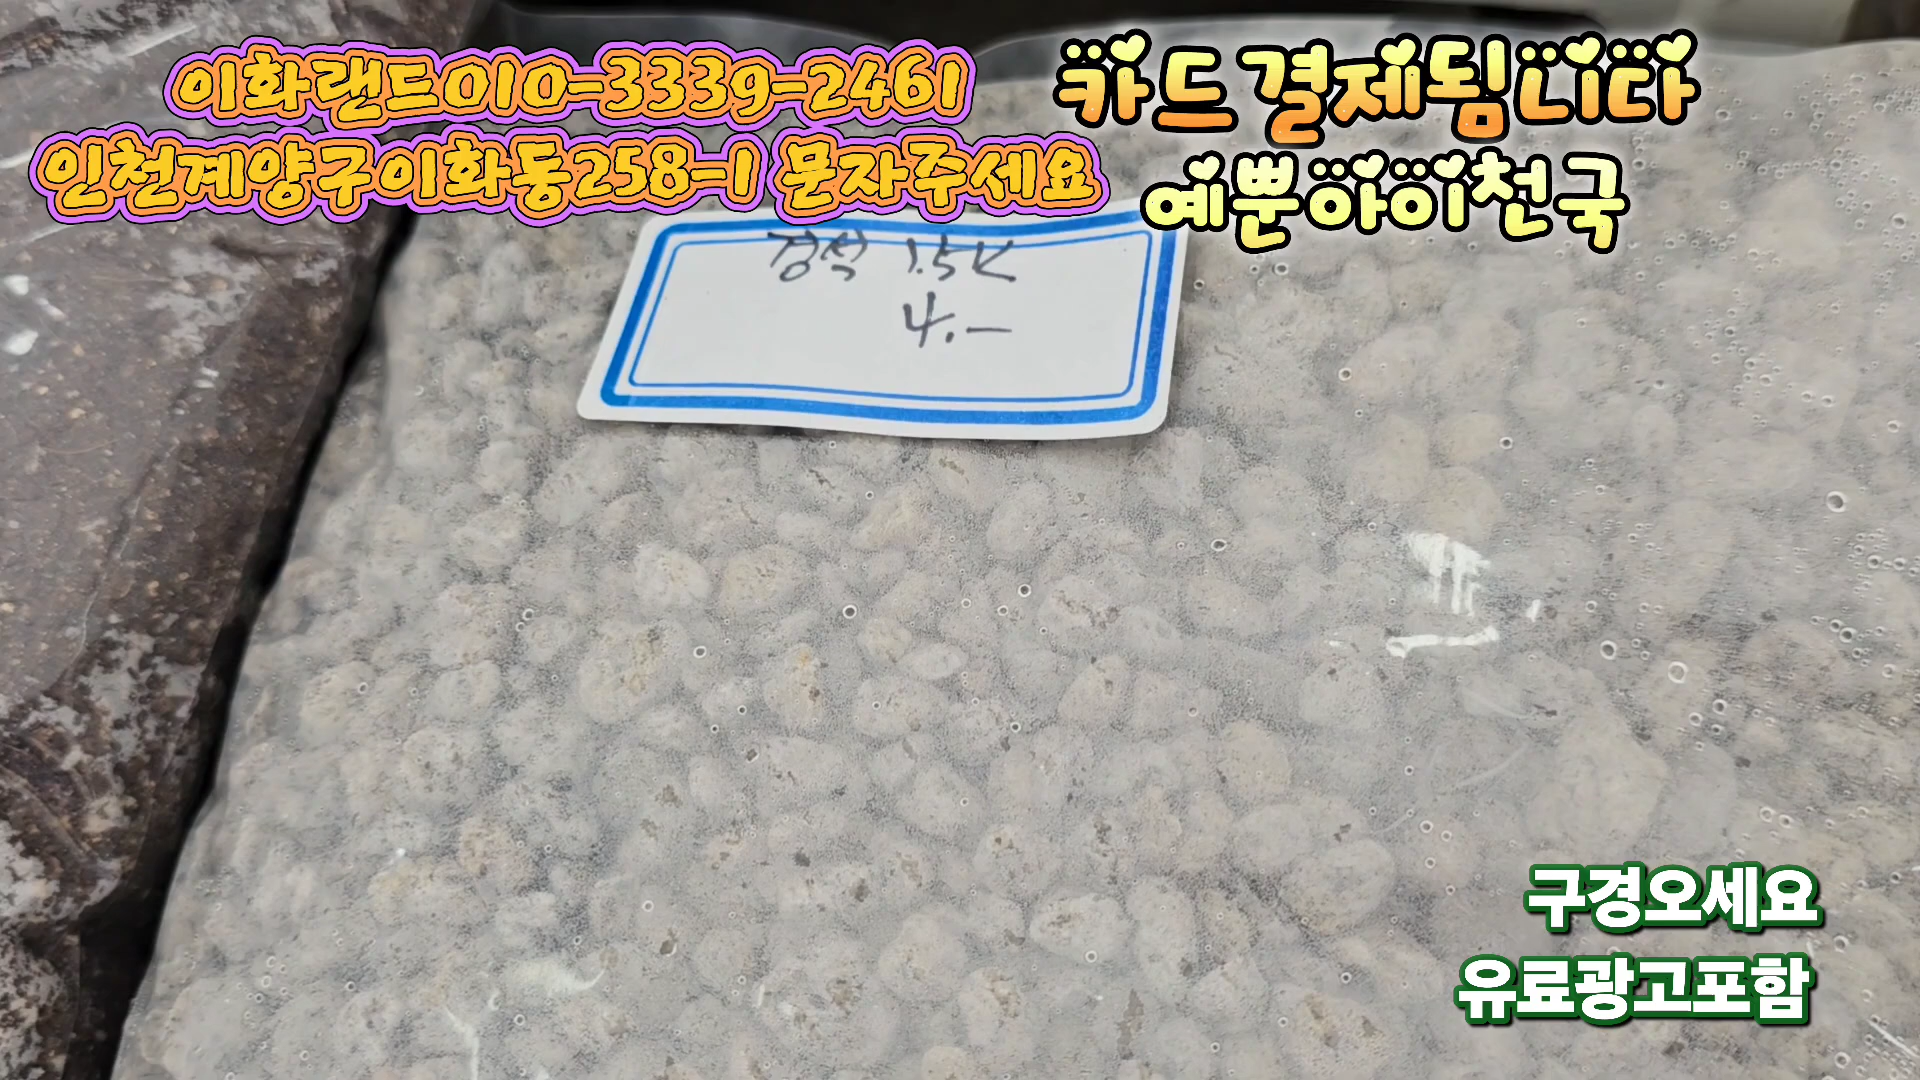 이화랜드010-3339-2461
인천계양구이화동258-1 문자주세요
카드결제됩니다
예쁜아이천국
경석 1.5K
4.-
구경오세요
유료광고포함